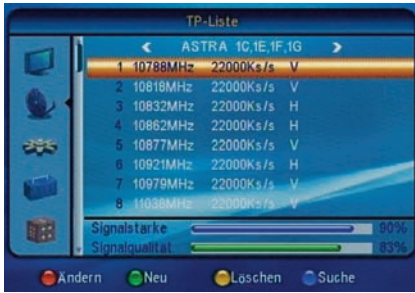 TP-Liste
ASTRA 1C,1E,1F,1G
1 10788MHz 22000Ks/s V
2 10818MHz 22000Ks/s V
3 10832MHz 22000Ks/s H
4 10862MHz 22000Ks/s H
5 10877MHz 22000Ks/s V
6 10921MHz 22000Ks/s H
7 10979MHz 22000Ks/s V
8 11038MHz 22000Ks/s V
Signalstarke 90%
Signalqualität 83%
Ändern Neu Löschen Suche